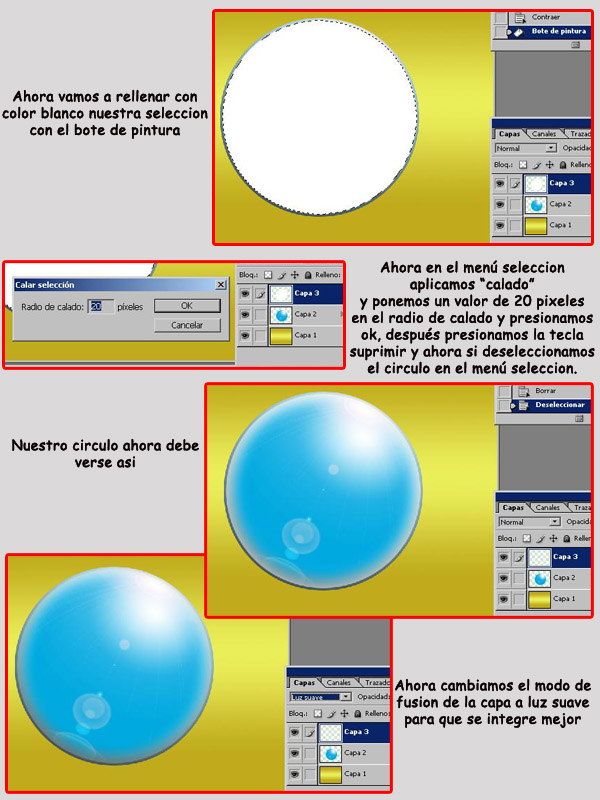 Contraer
Bote de pintura
Ahora vamos a rellenar con
color blanco nuestra seleccion
con el bote de pintura
Capas Canales Trazad
Normal Opacidad
Bloq.: Relleno
Capa 3
Capa 2
Capa 1
Calar selección
Radio de calado: 20 píxeles OK
Cancelar
Bloq.: Relleno:
Capa 3
Capa 2
Capa 1
Ahora en el menú seleccion
aplicamos “calado”
y ponemos un valor de 20 pixeles
en el radio de calado y presionamos
ok, después presionamos la tecla
suprimir y ahora si deseleccionamos
el circulo en el menú seleccion.
Borrar
Deseleccionar
Nuestro circulo ahora debe
verse asi
Capas Canales Traza
Normal Opacid
Bloq.: Rellen
Capa 3
Capa 2
Capa 1
Capas Canales Trazado
Luz suave Opacidad
Bloq.: Relleno
Capa 3
Capa 2
Capa 1
Ahora cambiamos el modo de
fusion de la capa a luz suave
para que se integre mejor